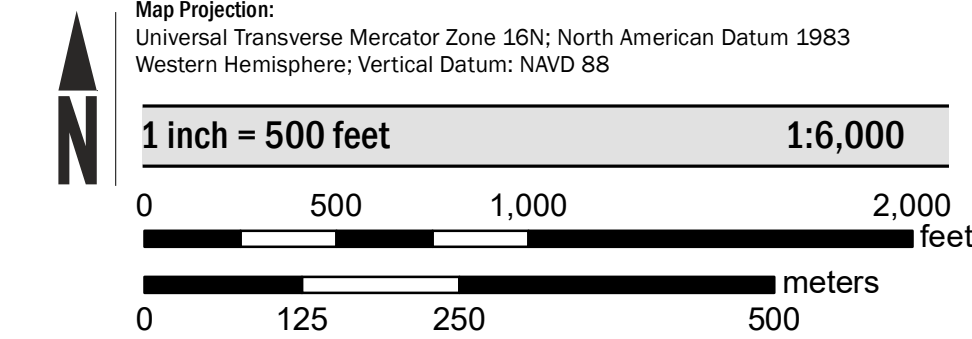 Map Projection:
Universal Transverse Mercator Zone 16N; North American Datum 1983
Western Hemisphere; Vertical Datum: NAVD 88
N
1 inch = 500 feet 1:6,000
0 500 1,000 2,000
feet
meters
0 125 250 500